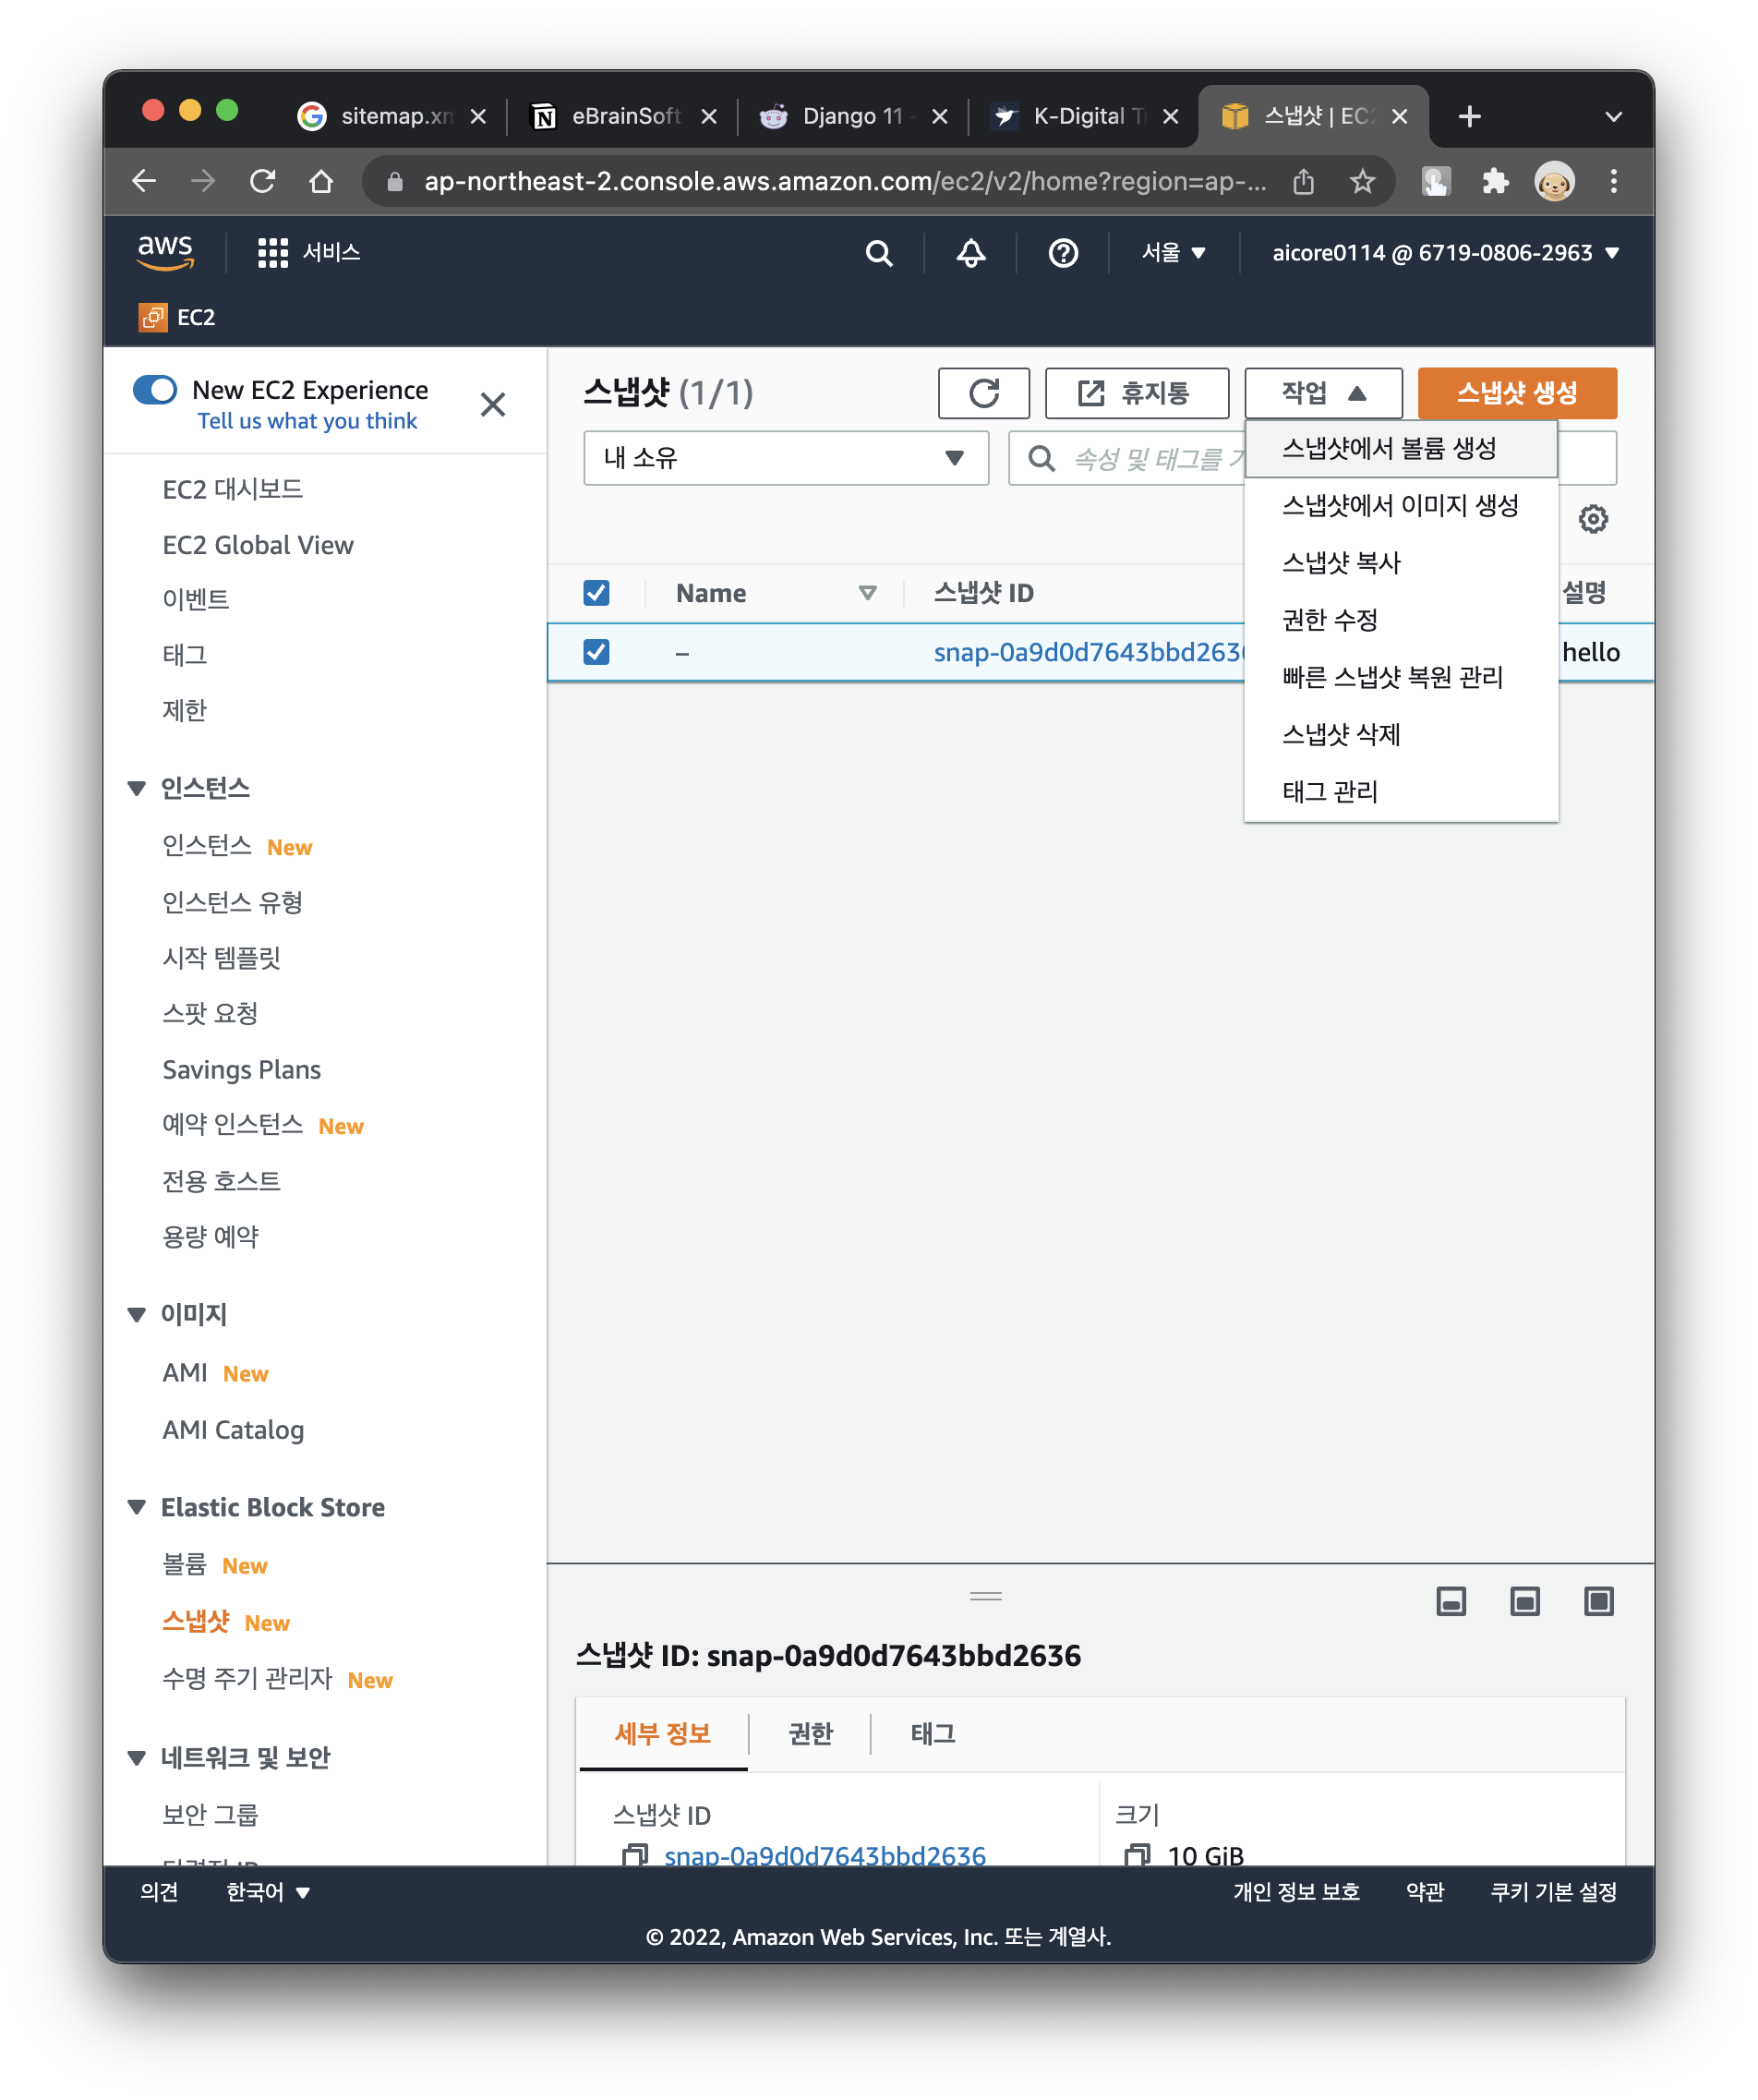 sitemap.xm
eBrainSoft
Django 11 -
K-Digital Tr
스냅샷 | EC2
ap-northeast-2.console.aws.amazon.com/ec2/v2/home?region=ap-...
aws
서비스
서울
aicore0114 @ 6719-0806-2963
EC2
New EC2 Experience
Tell us what you think
EC2 대시보드
EC2 Global View
이벤트
태그
제한
인스턴스
인스턴스 New
인스턴스 유형
시작 템플릿
스팟 요청
Savings Plans
예약 인스턴스 New
전용 호스트
용량 예약
이미지
AMI New
AMI Catalog
Elastic Block Store
볼륨 New
스냅샷 New
수명 주기 관리자 New
네트워크 및 보안
보안 그룹
탄력적 IP
스냅샷 (1/1)
휴지통
작업
스냅샷 생성
내 소유
속성 및 태그를 기
스냅샷에서 볼륨 생성
스냅샷에서 이미지 생성
스냅샷 복사
권한 수정
빠른 스냅샷 복원 관리
스냅샷 삭제
태그 관리
Name
스냅샷 ID
설명
–
snap-0a9d0d7643bbd2636
hello
스냅샷 ID: snap-0a9d0d7643bbd2636
세부 정보
권한
태그
스냅샷 ID
크기
snap-0a9d0d7643bbd2636
10 GiB
의견
한국어
개인 정보 보호
약관
쿠키 기본 설정
© 2022, Amazon Web Services, Inc. 또는 계열사.